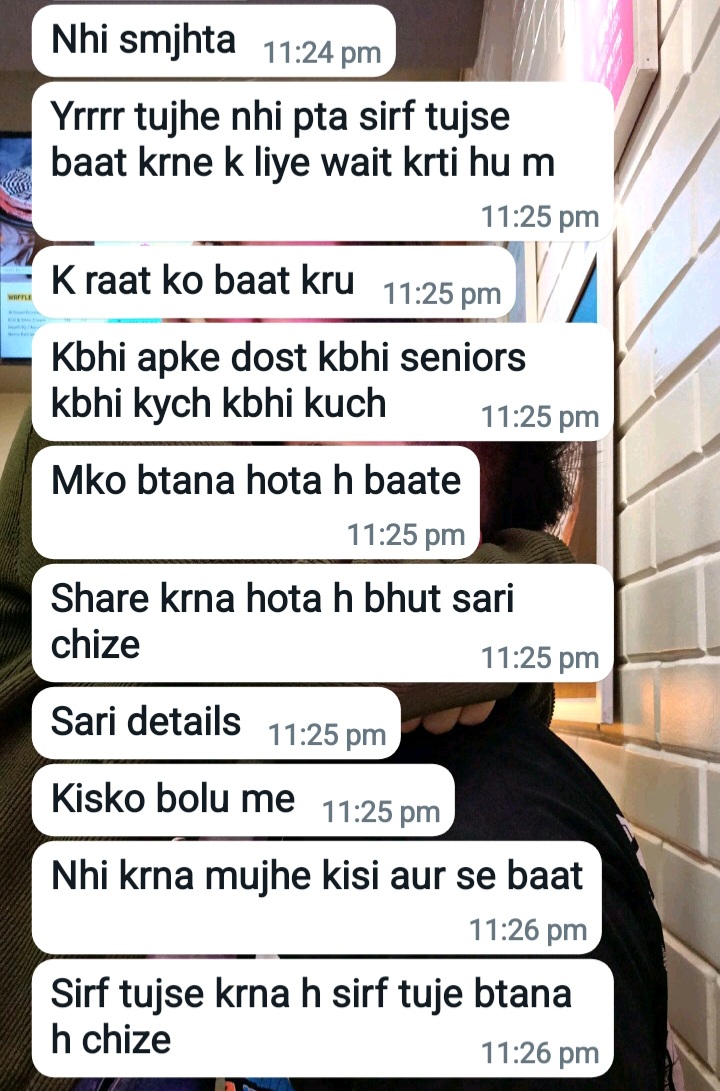 Nhi smjhta 11:24 pm
Yrrrr tujhe nhi pta sirf tujse
baat krne k liye wait krti hu m
11:25 pm
K raat ko baat kru 11:25 pm
Kbhi apke dost kbhi seniors
kbhi kych kbhi kuch 11:25 pm
Mko btana hota h baate
11:25 pm
Share krna hota h bhut sari
chize 11:25 pm
Sari details 11:25 pm
Kisko bolu me 11:25 pm
Nhi krna mujhe kisi aur se baat
11:26 pm
Sirf tujse krna h sirf tuje btana
h chize 11:26 pm